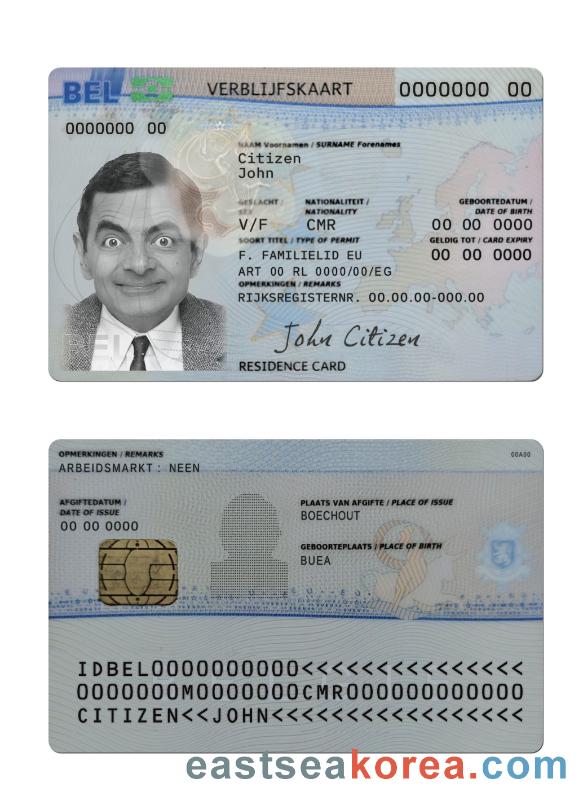 BEL VERBLIJFSKAART 0000000 00
0000000 00
NAAM Voornamen / SURNAME Forenames
Citizen
John
GESLACHT / NATIONALITEIT / GEBOORTEDATUM /
SEX NATIONALITY DATE OF BIRTH
V/F CMR 00 00 0000
SOORT TITEL / TYPE OF PERMIT GELDIG TOT / CARD EXPIRY
F. FAMILIELID EU 00 00 0000
ART 00 RL 0000/00/EG
OPMERKINGEN / REMARKS
RIJKSREGISTERNR. 00.00.00-000.00
John Citizen
BEL
RESIDENCE CARD
OPMERKINGEN / REMARKS 00A00
ARBEIDSMARKT : NEEN
AFGIFTEDATUM / PLAATS VAN AFGIFTE / PLACE OF ISSUE
DATE OF ISSUE BOECHOUT
00 00 0000
GEBOORTEPLAATS / PLACE OF BIRTH
BUEA
IDBEL0000000000<<<<<<<<<<<<<<<
0000000M0000000CMR000000000000
CITIZEN<<JOHN<<<<<<<<<<<<<<<<<
eastseakorea.com